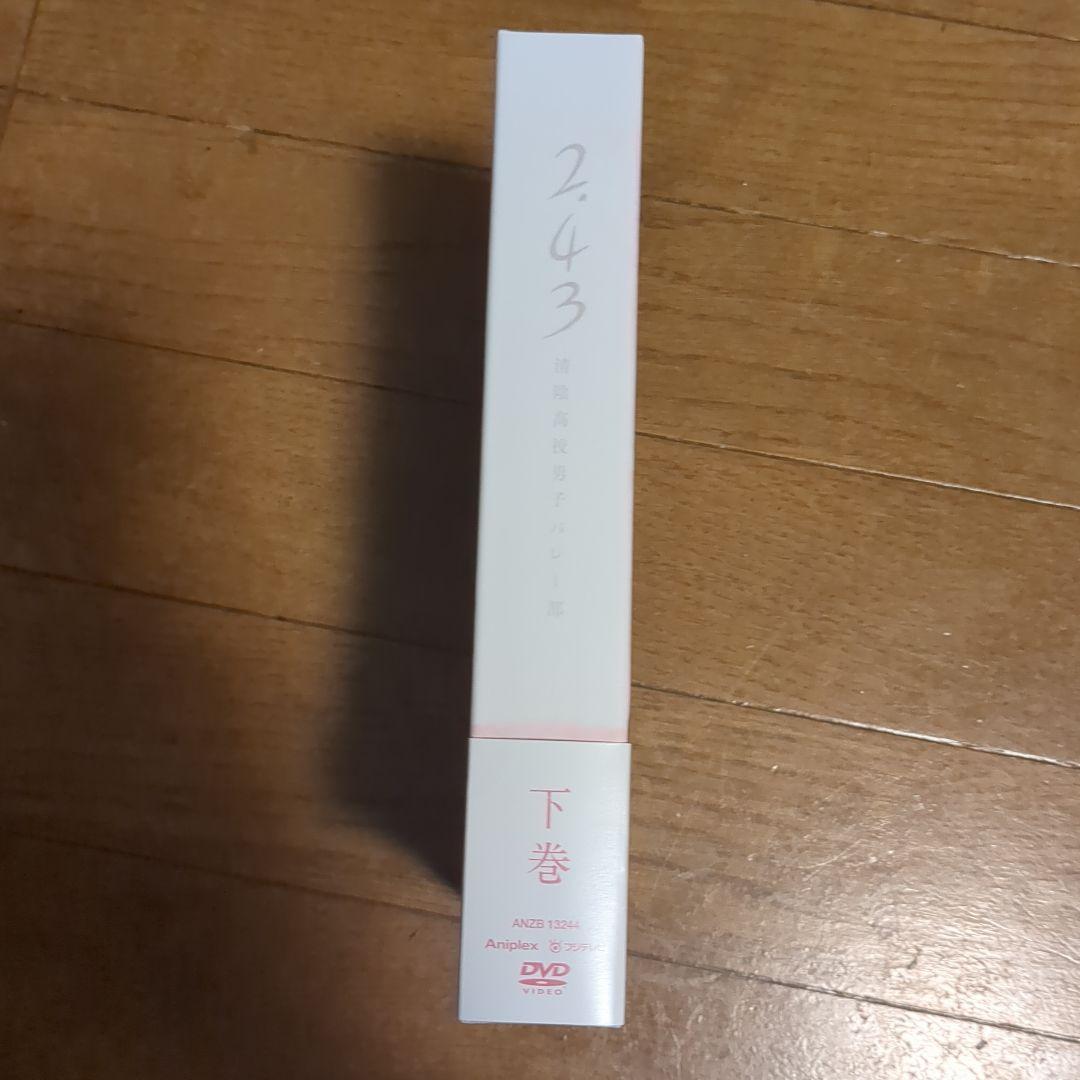 2.43
清陰高校男子バレー部
下巻
ANZB 13244
Aniplex フジテレビ
DVD
VIDEO